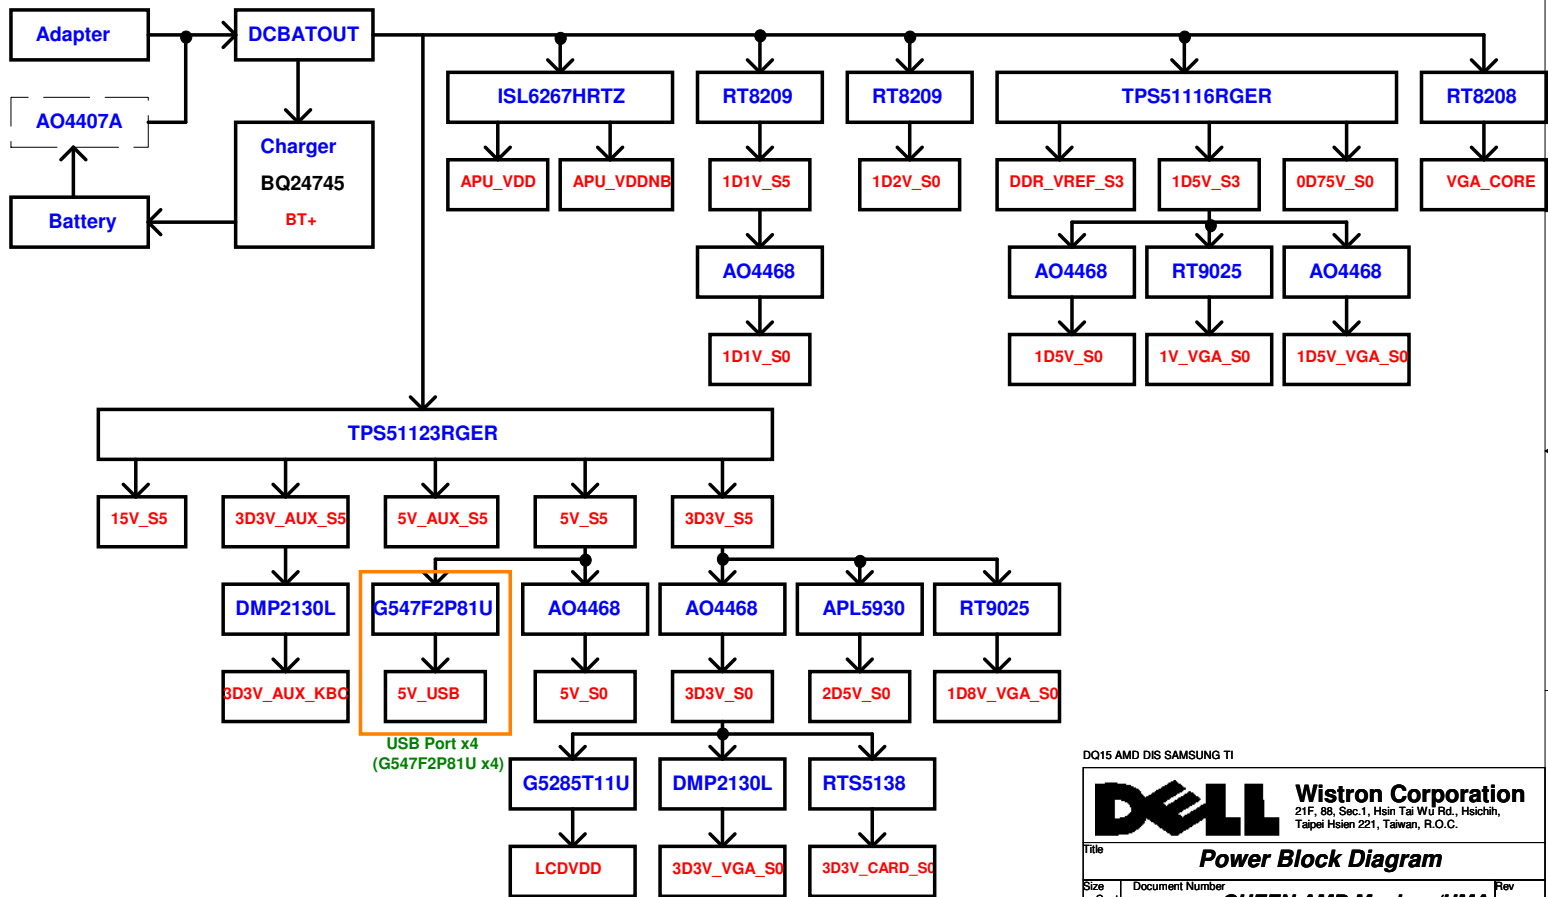 Adapter
DCBATOUT
AO4407A
Charger
BQ24745
BT+
Battery
ISL6267HRTZ
RT8209
RT8209
TPS51116RGER
RT8208
APU_VDD
APU_VDDNB
1D1V_S5
1D2V_S0
DDR_VREF_S3
1D5V_S3
0D75V_S0
VGA_CORE
AO4468
AO4468
RT9025
AO4468
1D1V_S0
1D5V_S0
1V_VGA_S0
1D5V_VGA_S0
TPS51123RGER
15V_S5
3D3V_AUX_S5
5V_AUX_S5
5V_S5
3D3V_S5
DMP2130L
G547F2P81U
AO4468
AO4468
APL5930
RT9025
3D3V_AUX_KBC
5V_USB
5V_S0
3D3V_S0
2D5V_S0
1D8V_VGA_S0
USB Port x4
(G547F2P81U x4)
G5285T11U
DMP2130L
RTS5138
LCDVDD
3D3V_VGA_S0
3D3V_CARD_S0
DQ15 AMD DIS SAMSUNG TI
DELL
Wistron Corporation
21F, 88, Sec.1, Hsin Tai Wu Rd., Hsichih,
Taipei Hsien 221, Taiwan, R.O.C.
Title
Power Block Diagram
Size
Document Number
Rev